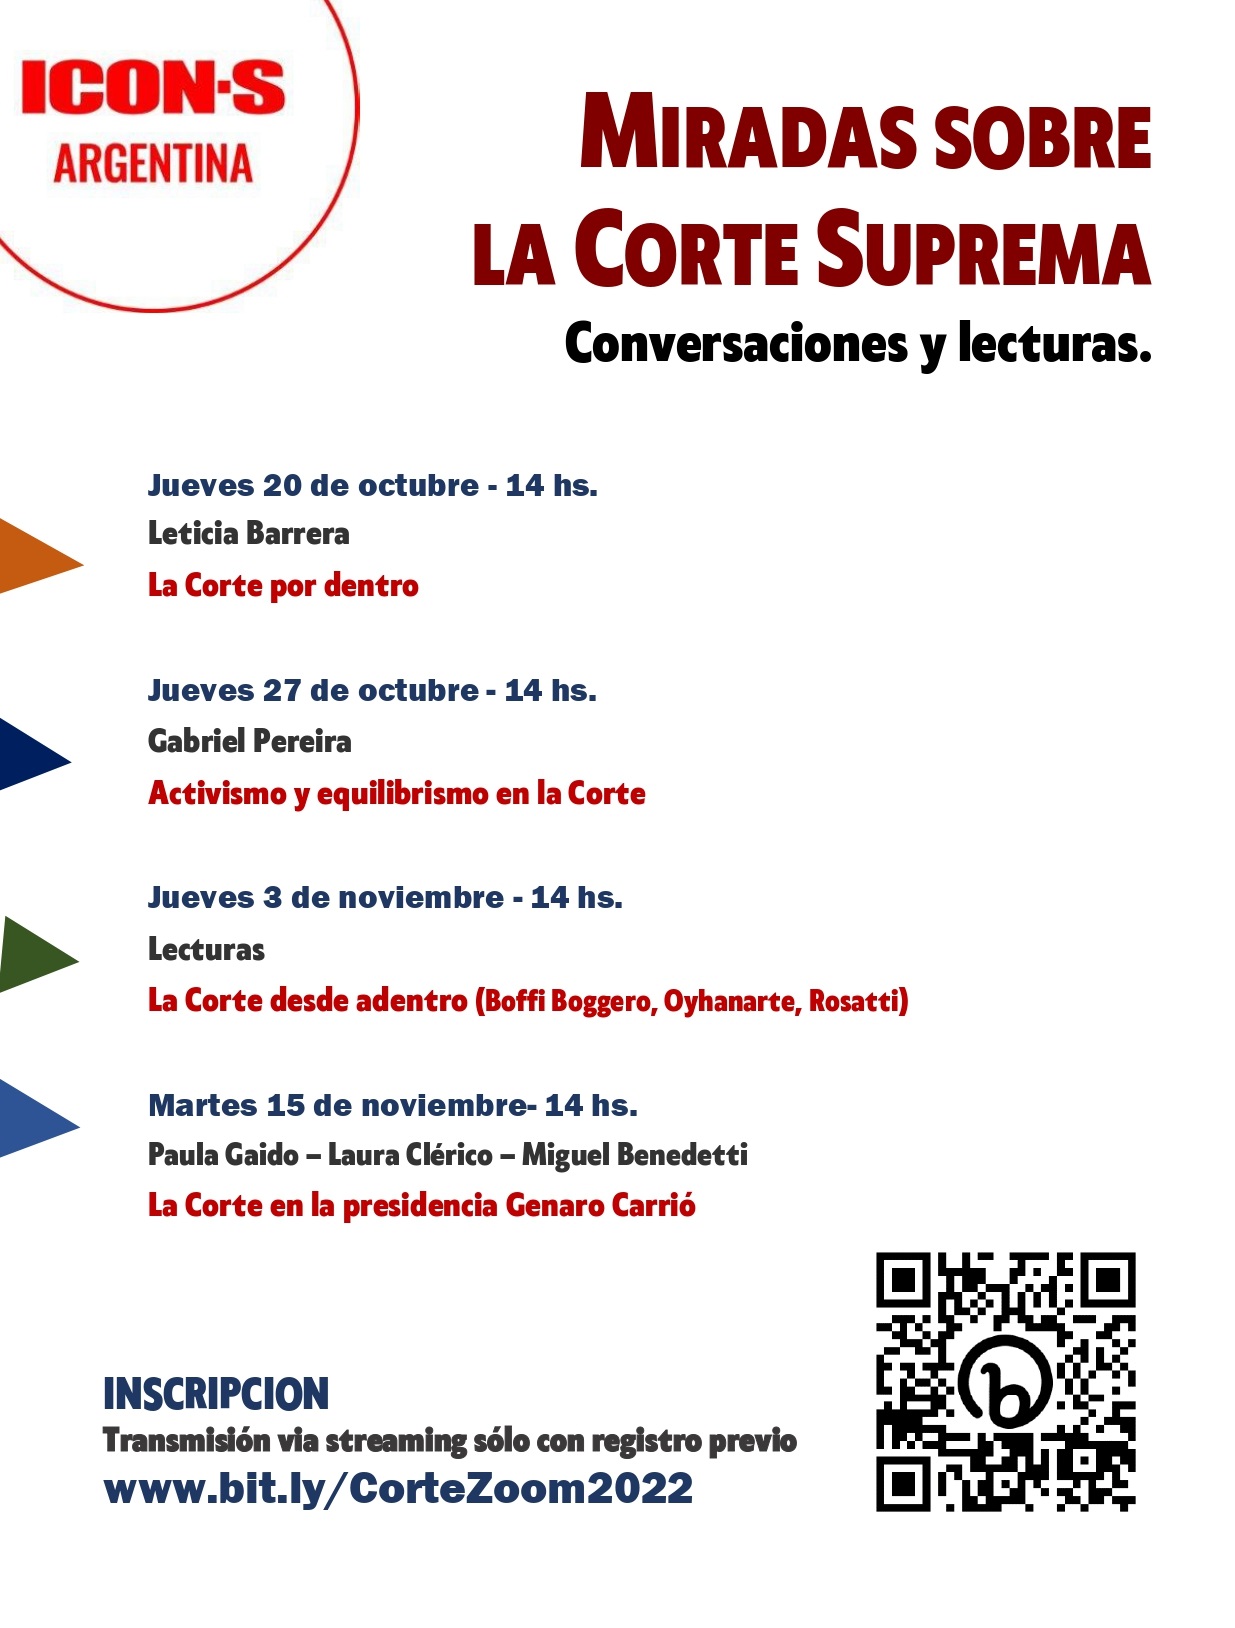 ICON·S
ARGENTINA
MIRADAS SOBRE
LA CORTE SUPREMA
Conversaciones y lecturas.
Jueves 20 de octubre - 14 hs.
Leticia Barrera
La Corte por dentro
Jueves 27 de octubre - 14 hs.
Gabriel Pereira
Activismo y equilibrismo en la Corte
Jueves 3 de noviembre - 14 hs.
Lecturas
La Corte desde adentro (Boffi Boggero, Oyhanarte, Rosatti)
Martes 15 de noviembre- 14 hs.
Paula Gaido – Laura Clérico – Miguel Benedetti
La Corte en la presidencia Genaro Carrió
INSCRIPCION
Transmisión via streaming sólo con registro previo
www.bit.ly/CorteZoom2022